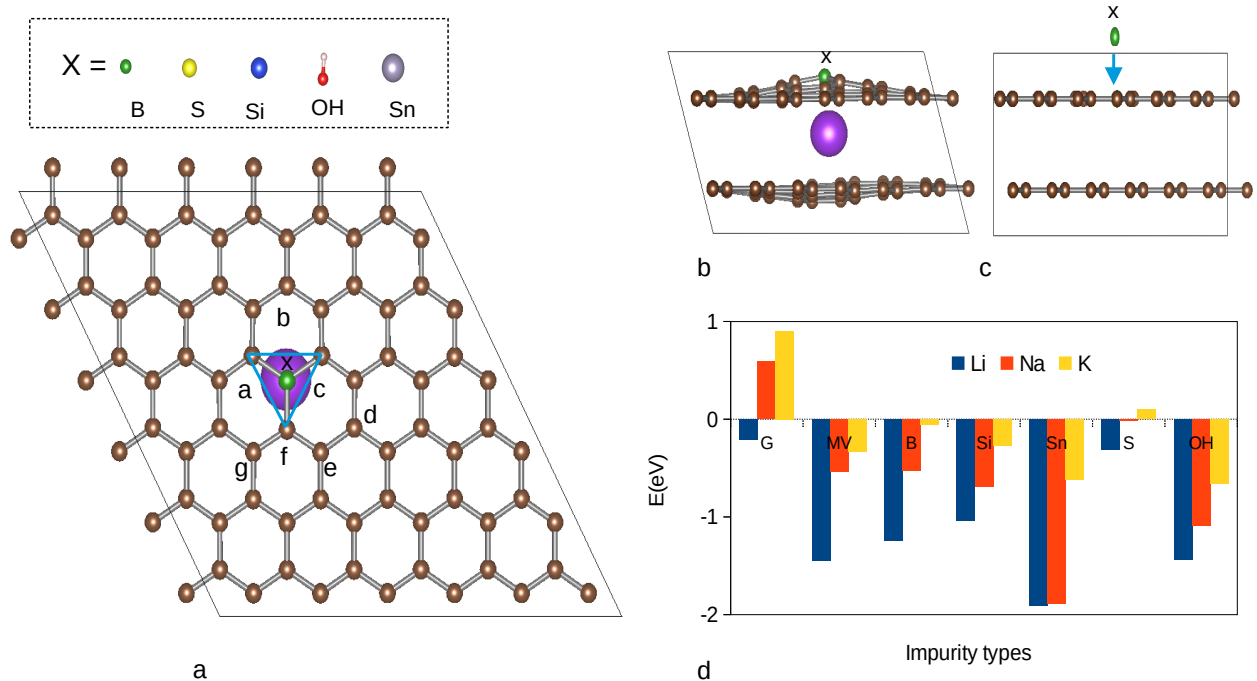 X =
B S Si OH Sn
x
a b c d e f g
a
x
b
x
c
1
0
-1
-2
E(eV)
Li Na K
G MV B Si Sn S OH
Impurity types
d